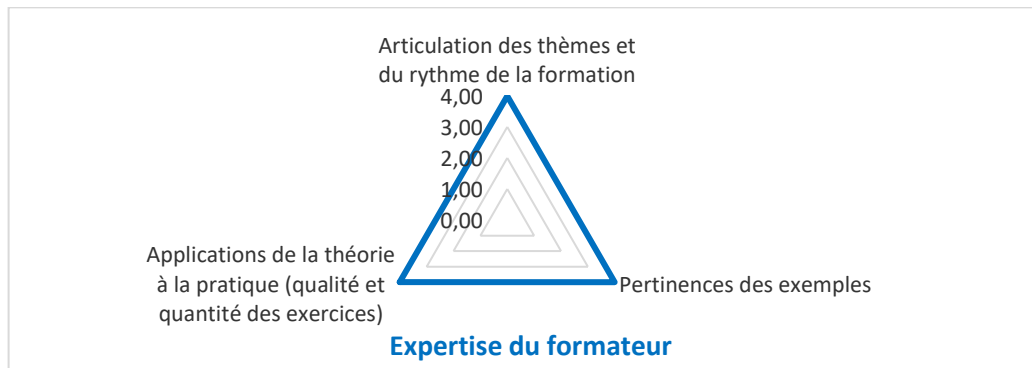 Articulation des thèmes et
du rythme de la formation
4,00
3,00
2,00
1,00
0,00
Applications de la théorie
à la pratique (qualité et
quantité des exercices)
Pertinences des exemples
Expertise du formateur